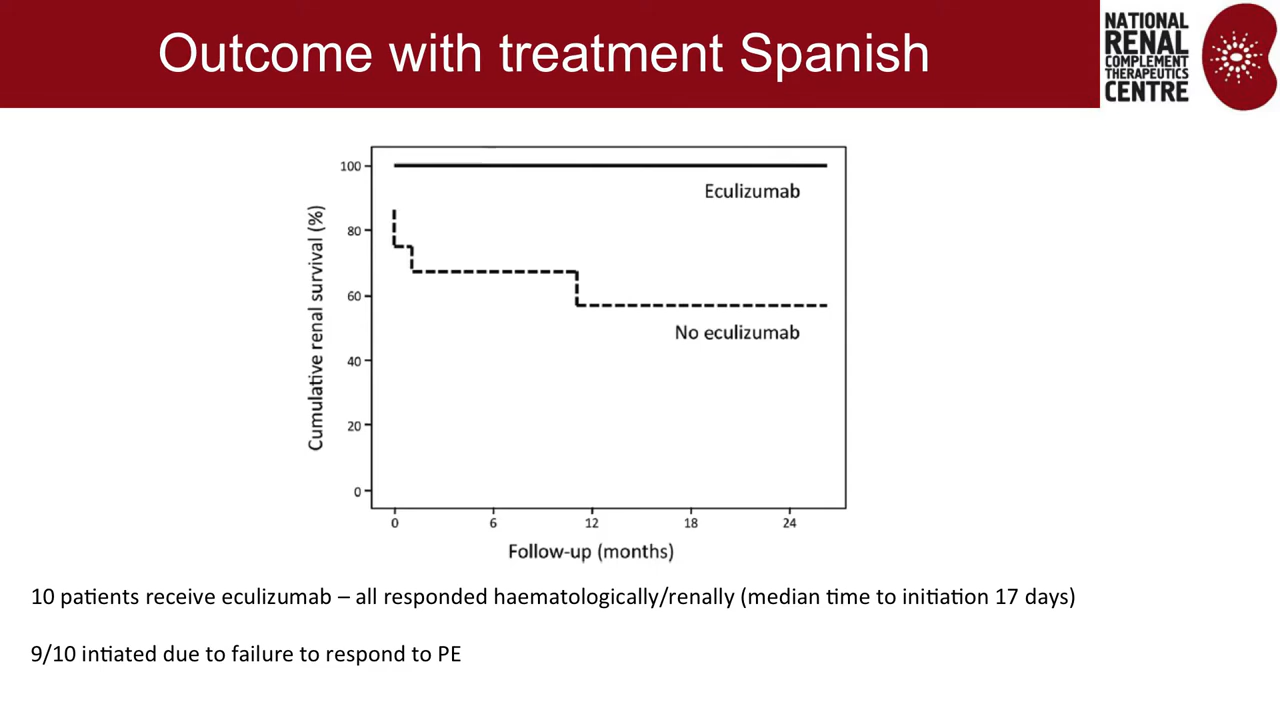 Outcome with treatment Spanish
NATIONAL
RENAL
COMPLEMENT
THERAPEUTICS
CENTRE
Cumulative renal survival (%)
100
80
60
40
20
0
Eculizumab
No eculizumab
0 6 12 18 24
Follow-up (months)
10 patients receive eculizumab – all responded haematologically/renally (median time to initiation 17 days)
9/10 intiated due to failure to respond to PE